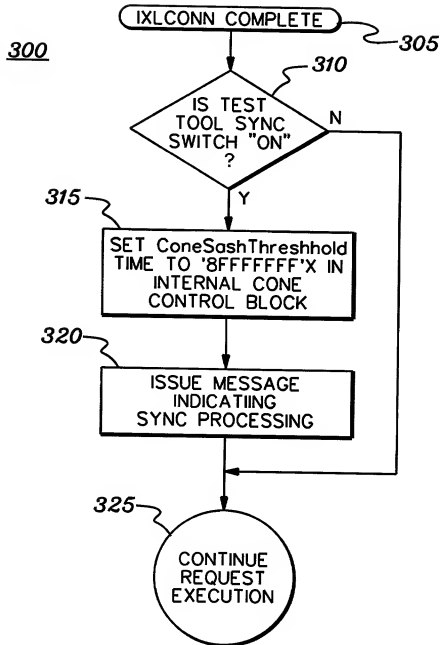 IXLCONN COMPLETE
305
300
310
IS TEST
TOOL SYNC
SWITCH "ON"
?
N
Y
315
SET ConeSashThreshhold
TIME TO '8FFFFFFF'X IN
INTERNAL CONE
CONTROL BLOCK
320
ISSUE MESSAGE
INDICATIING
SYNC PROCESSING
325
CONTINUE
REQUEST
EXECUTION